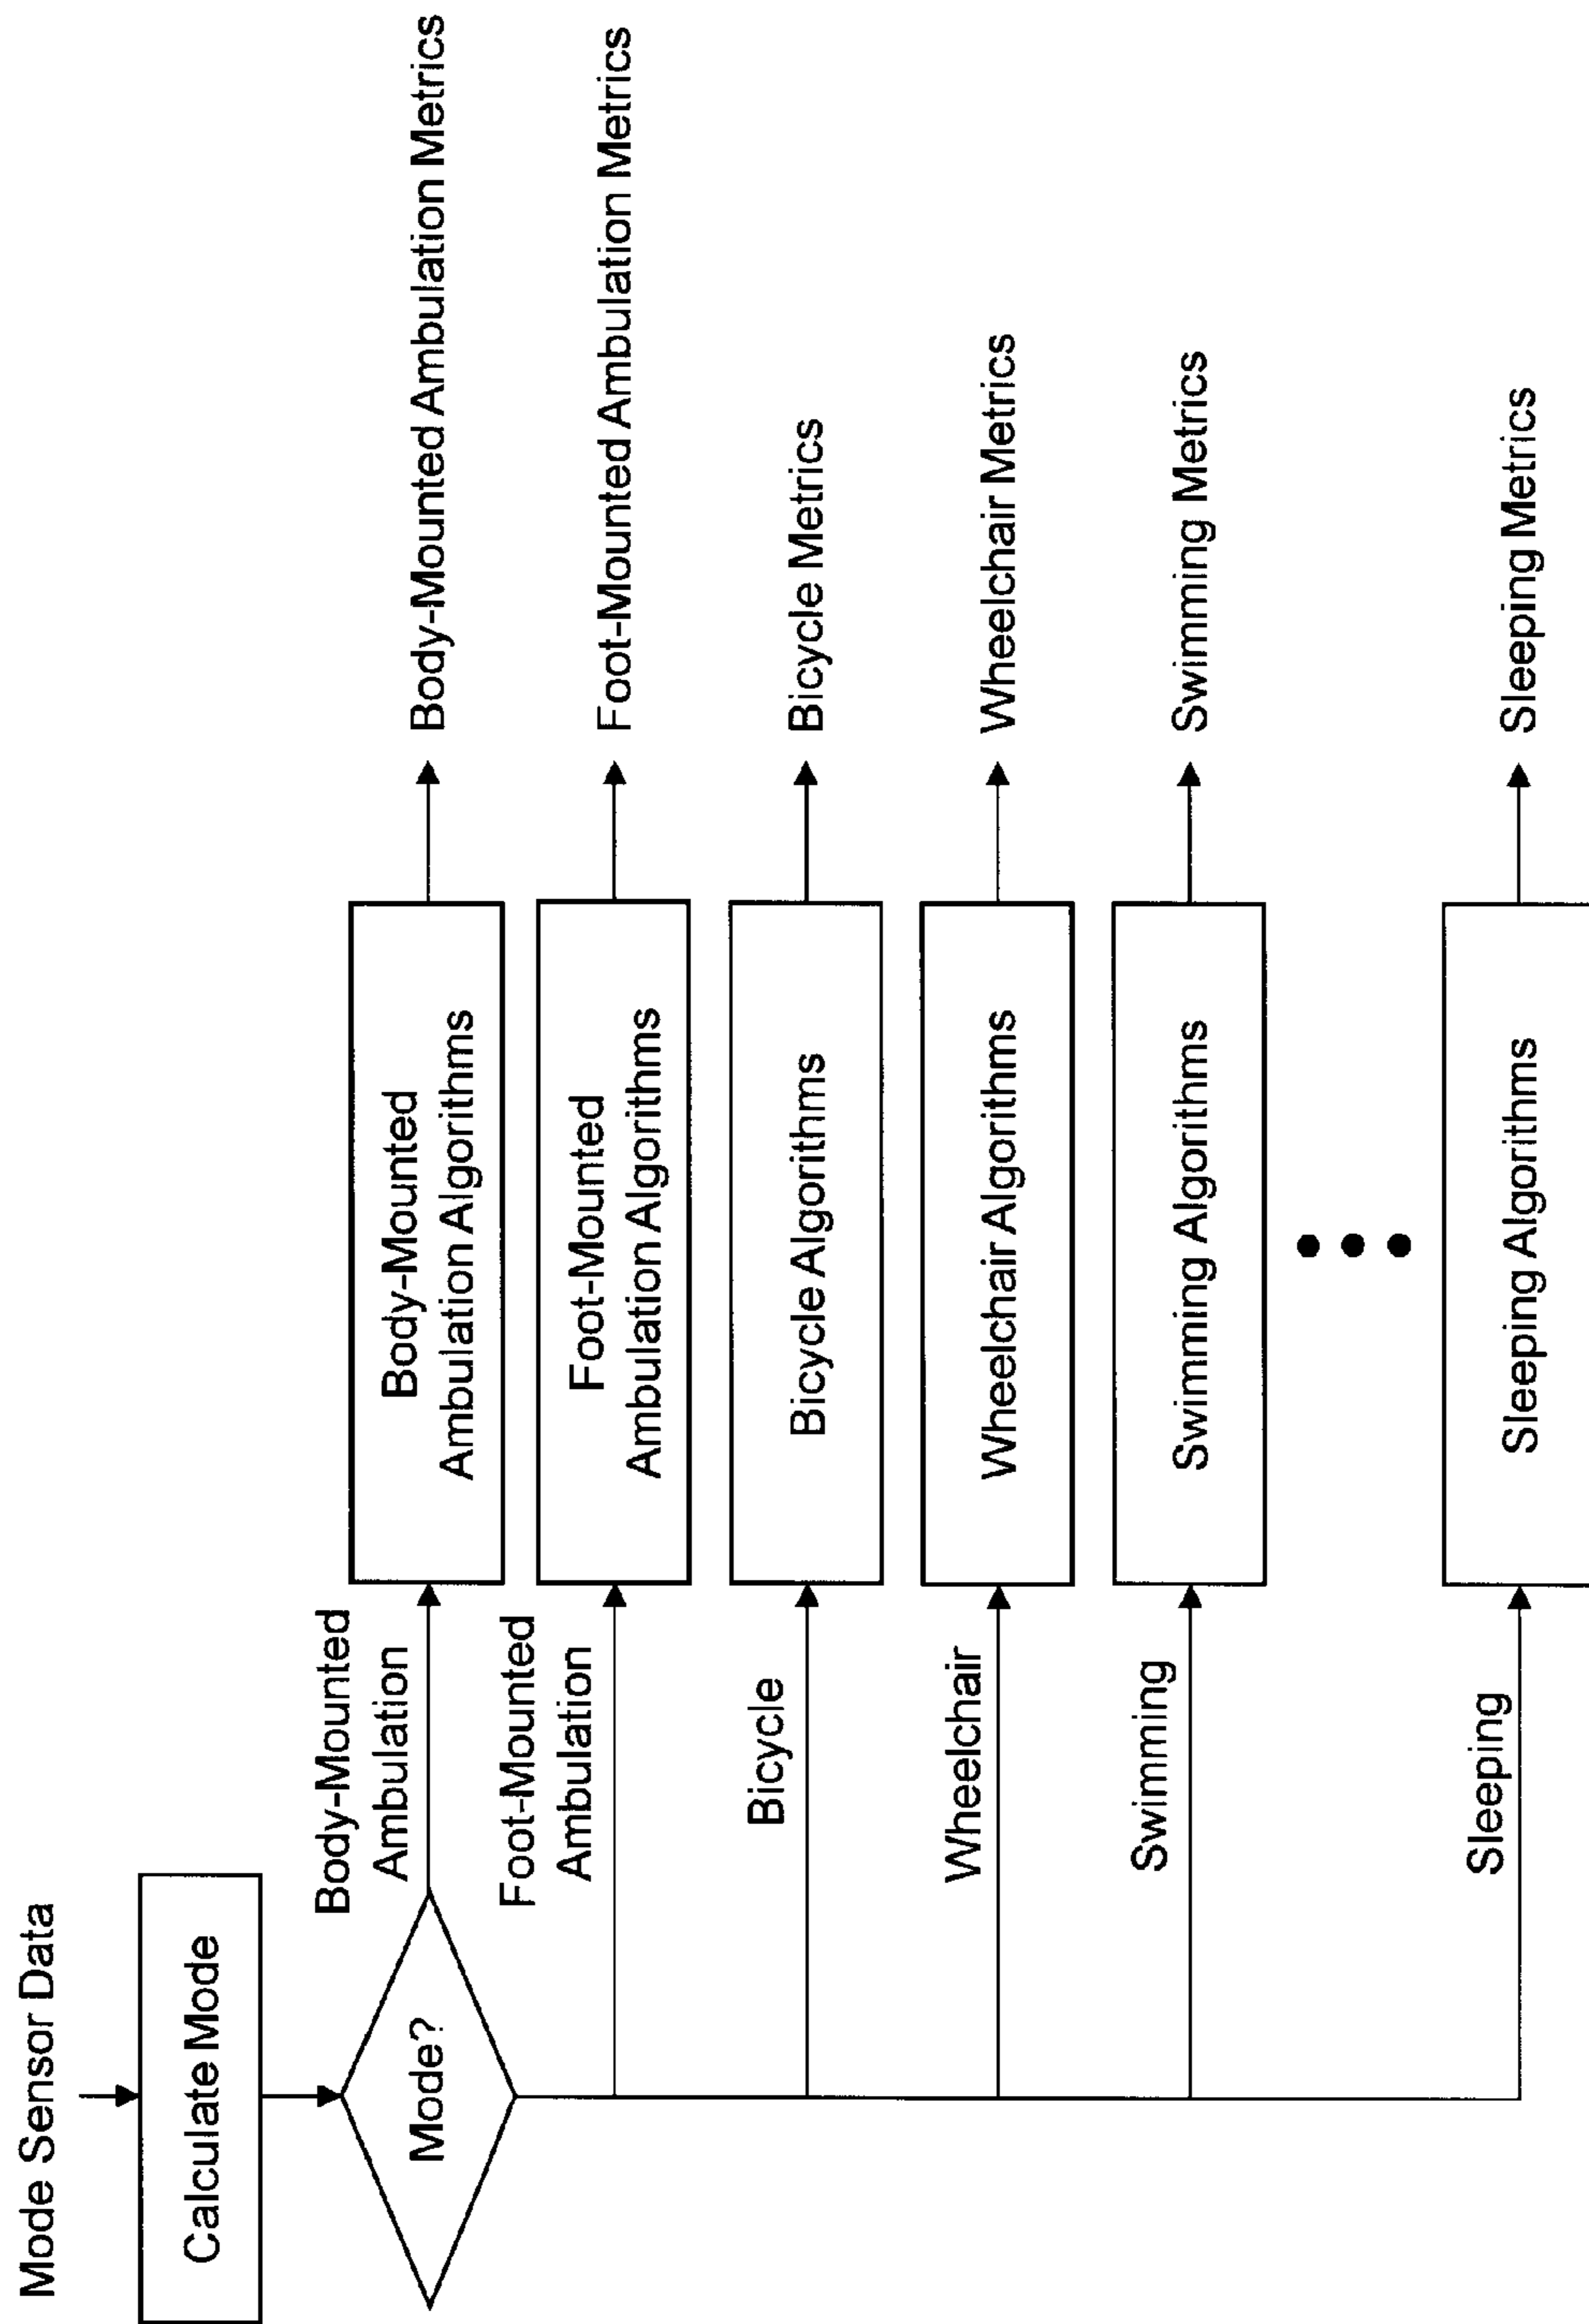 Mode Sensor Data
Calculate Mode
Mode?
Body-Mounted
Ambulation
Body-Mounted
Ambulation Algorithms
Body-Mounted Ambulation Metrics
Foot-Mounted
Ambulation
Foot-Mounted
Ambulation Algorithms
Foot-Mounted Ambulation Metrics
Bicycle
Bicycle Algorithms
Bicycle Metrics
Wheelchair
Wheelchair Algorithms
Wheelchair Metrics
Swimming
Swimming Algorithms
Swimming Metrics
Sleeping
Sleeping Algorithms
Sleeping Metrics